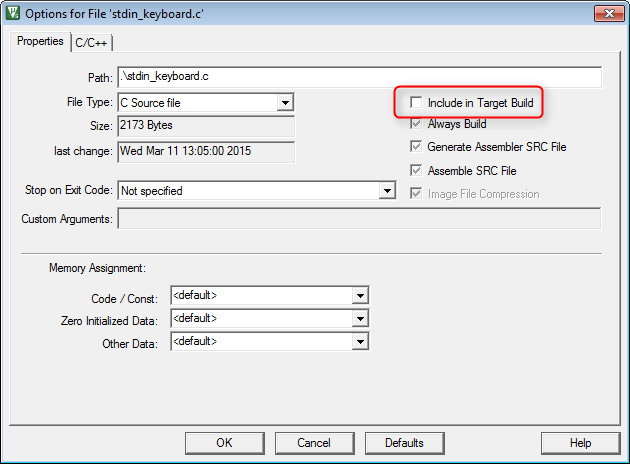 Options for File 'stdin_keyboard.c'
Properties C/C++
Path: .\stdin_keyboard.c
File Type: C Source file Include in Target Build
Size: 2173 Bytes Always Build
last change: Wed Mar 11 13:05:00 2015 Generate Assembler SRC File
Assemble SRC File
Stop on Exit Code: Not specified Image File Compression
Custom Arguments:
Memory Assignment:
Code / Const: <default>
Zero Initialized Data: <default>
Other Data: <default>
OK Cancel Defaults Help